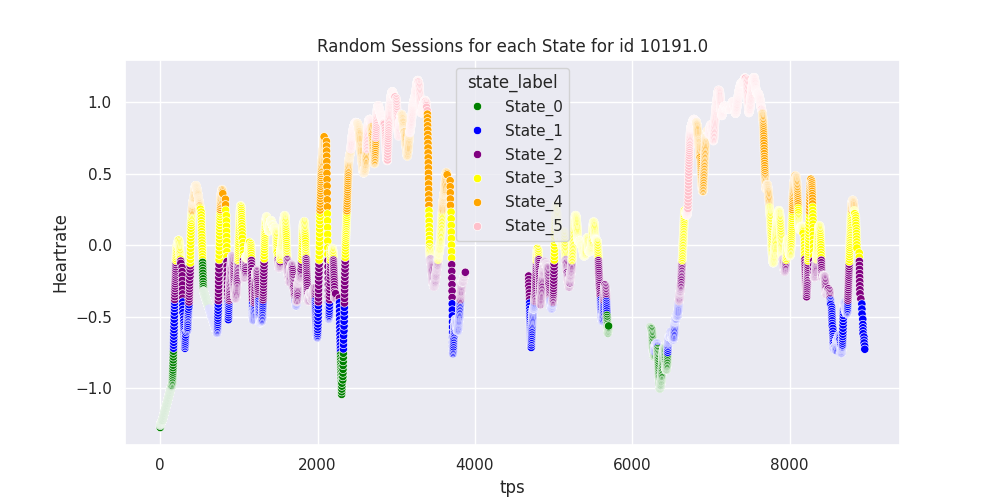 Random Sessions for each State for id 10191.0
state_label
State_0
State_1
State_2
State_3
State_4
State_5
Heartrate
1.0
0.5
0.0
−0.5
−1.0
0 2000 4000 6000 8000
tps